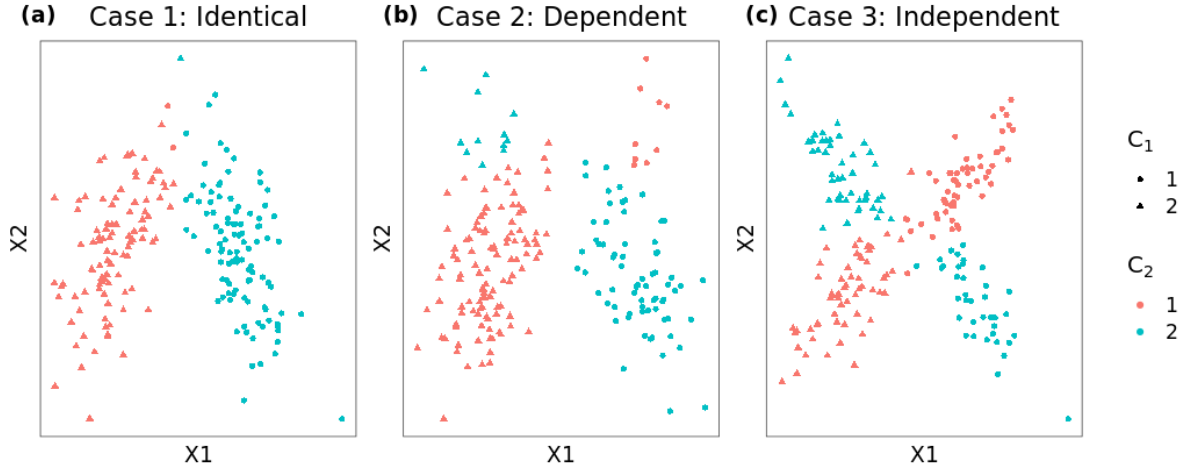 (a) Case 1: Identical
(b) Case 2: Dependent
(c) Case 3: Independent
X2
X1
X2
X1
X2
X1
C₁
1
2
C₂
1
2